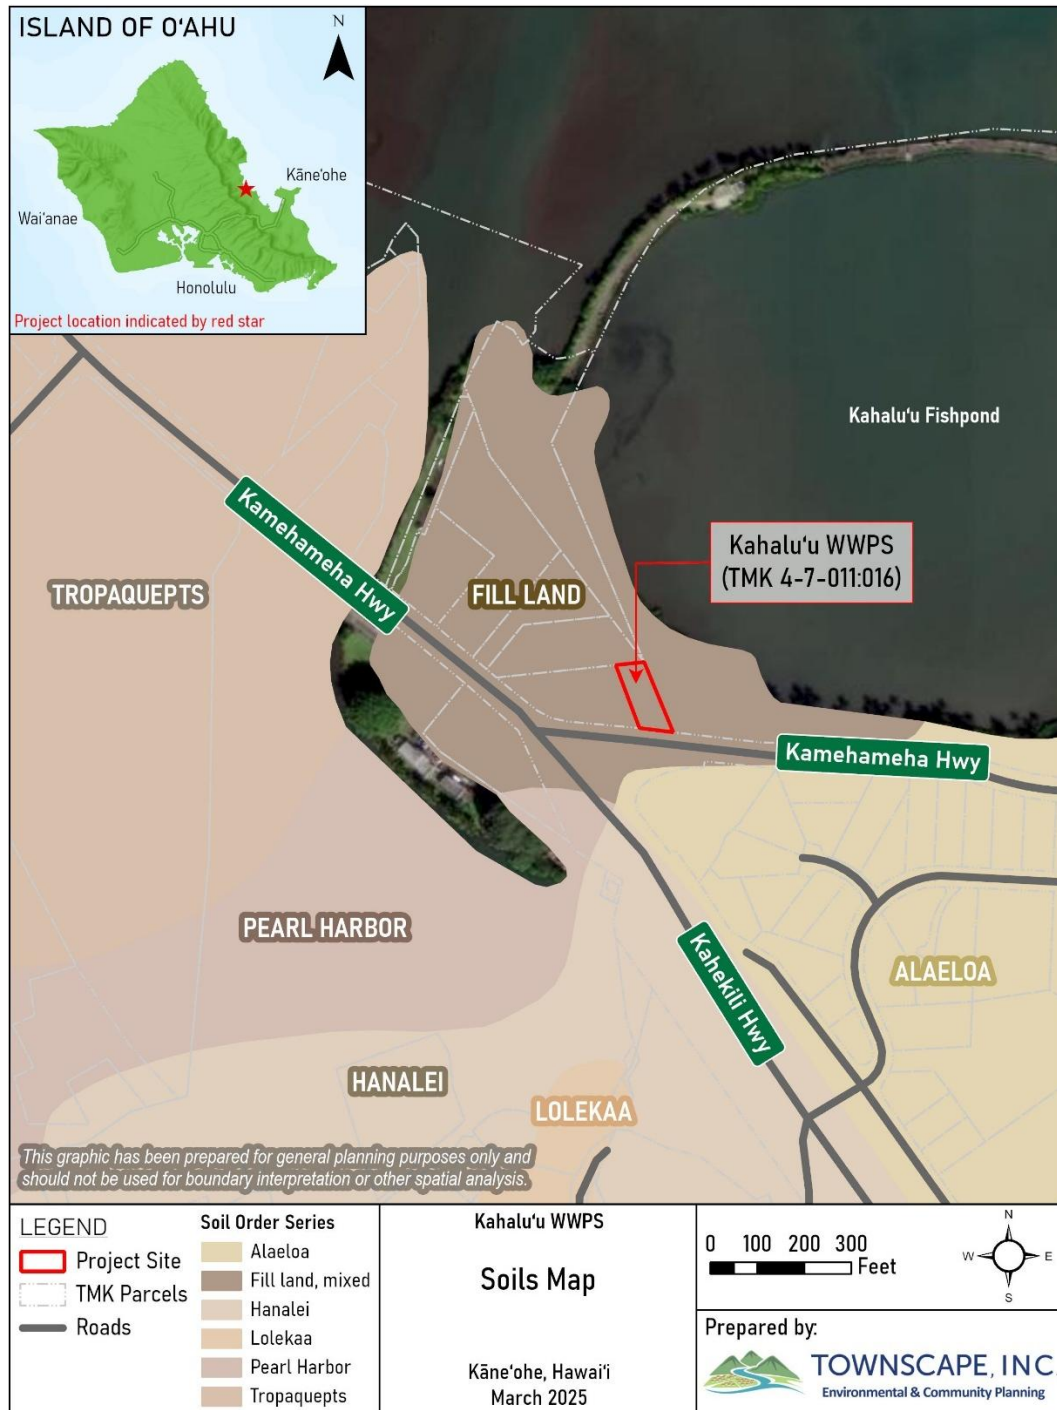 ISLAND OF OʻAHU
N
Kāneʻohe
Waiʻanae
Honolulu
Project location indicated by red star
Kahaluʻu Fishpond
Kamehameha Hwy
Kahaluʻu WWPS
(TMK 4-7-011:016)
TROPAQUEPTS
FILL LAND
Kamehameha Hwy
PEARL HARBOR
Kahekili Hwy
ALAELOA
HANALEI
LOLEKAA
This graphic has been prepared for general planning purposes only and
should not be used for boundary interpretation or other spatial analysis.
LEGEND
Project Site
TMK Parcels
Roads
Soil Order Series
Alaeloa
Fill land, mixed
Hanalei
Lolekaa
Pearl Harbor
Tropaquepts
Kahaluʻu WWPS
Soils Map
Kāneʻohe, Hawaiʻi
March 2025
0 100 200 300
Feet
N
W E
S
Prepared by:
TOWNSCAPE, INC.
Environmental & Community Planning